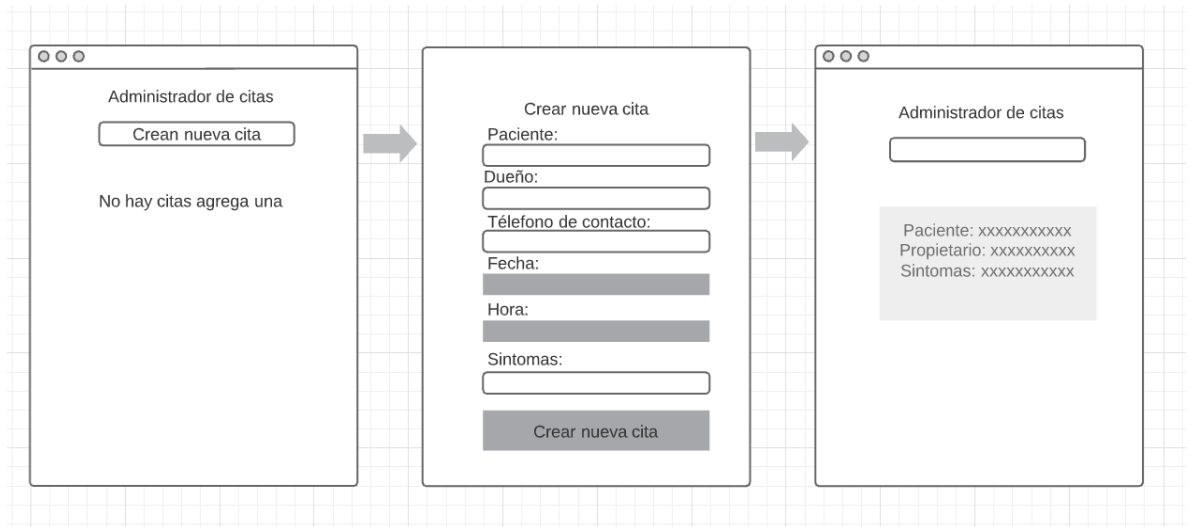 Administrador de citas
Crean nueva cita
No hay citas agrega una
Crear nueva cita
Paciente:
Dueño:
Télefono de contacto:
Fecha:
Hora:
Sintomas:
Crear nueva cita
Administrador de citas
Paciente: xxxxxxxxxxx
Propietario: xxxxxxxxxx
Sintomas: xxxxxxxxxxx